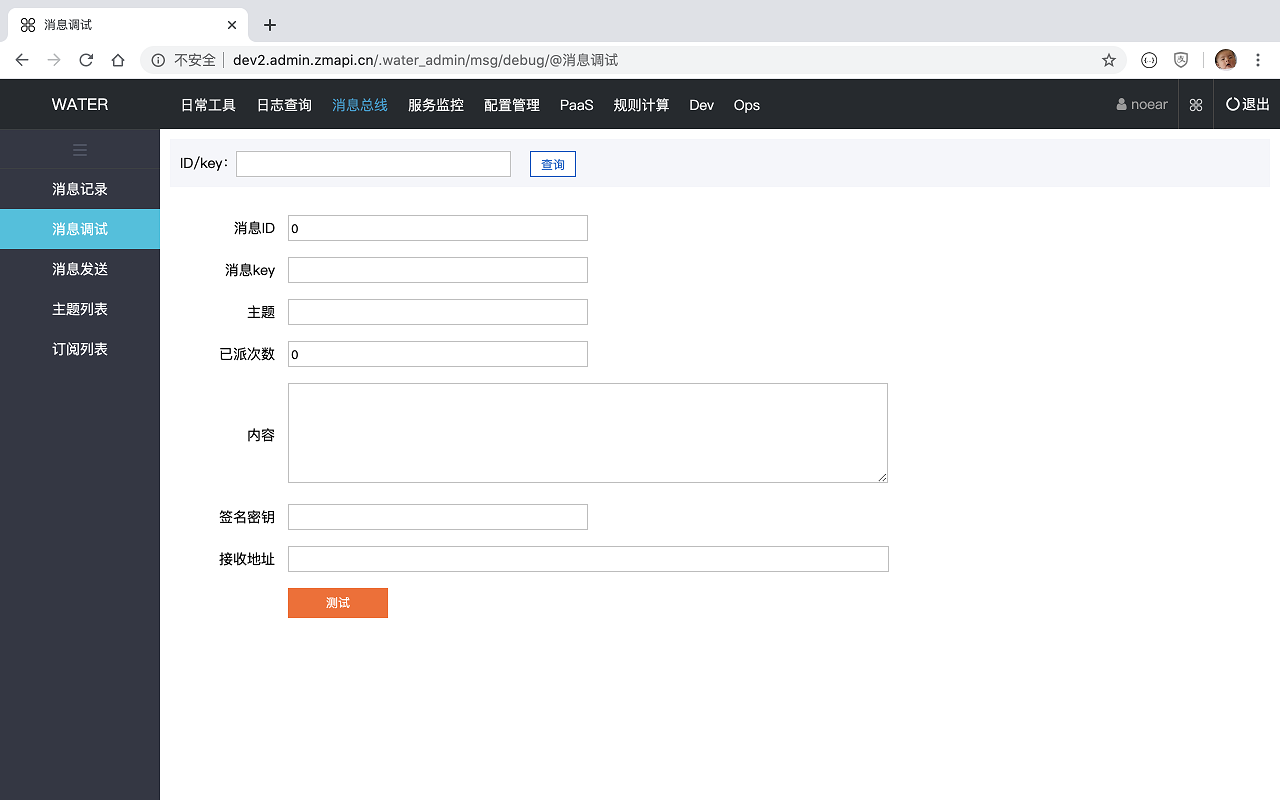 消息调试
不安全 dev2.admin.zmapi.cn/.water_admin/msg/debug/@消息调试
WATER 日常工具 日志查询 消息总线 服务监控 配置管理 PaaS 规则计算 Dev Ops noear 退出
消息记录
消息调试
消息发送
主题列表
订阅列表
ID/key: 查询
消息ID 0
消息key
主题
已派次数 0
内容
签名密钥
接收地址
测试